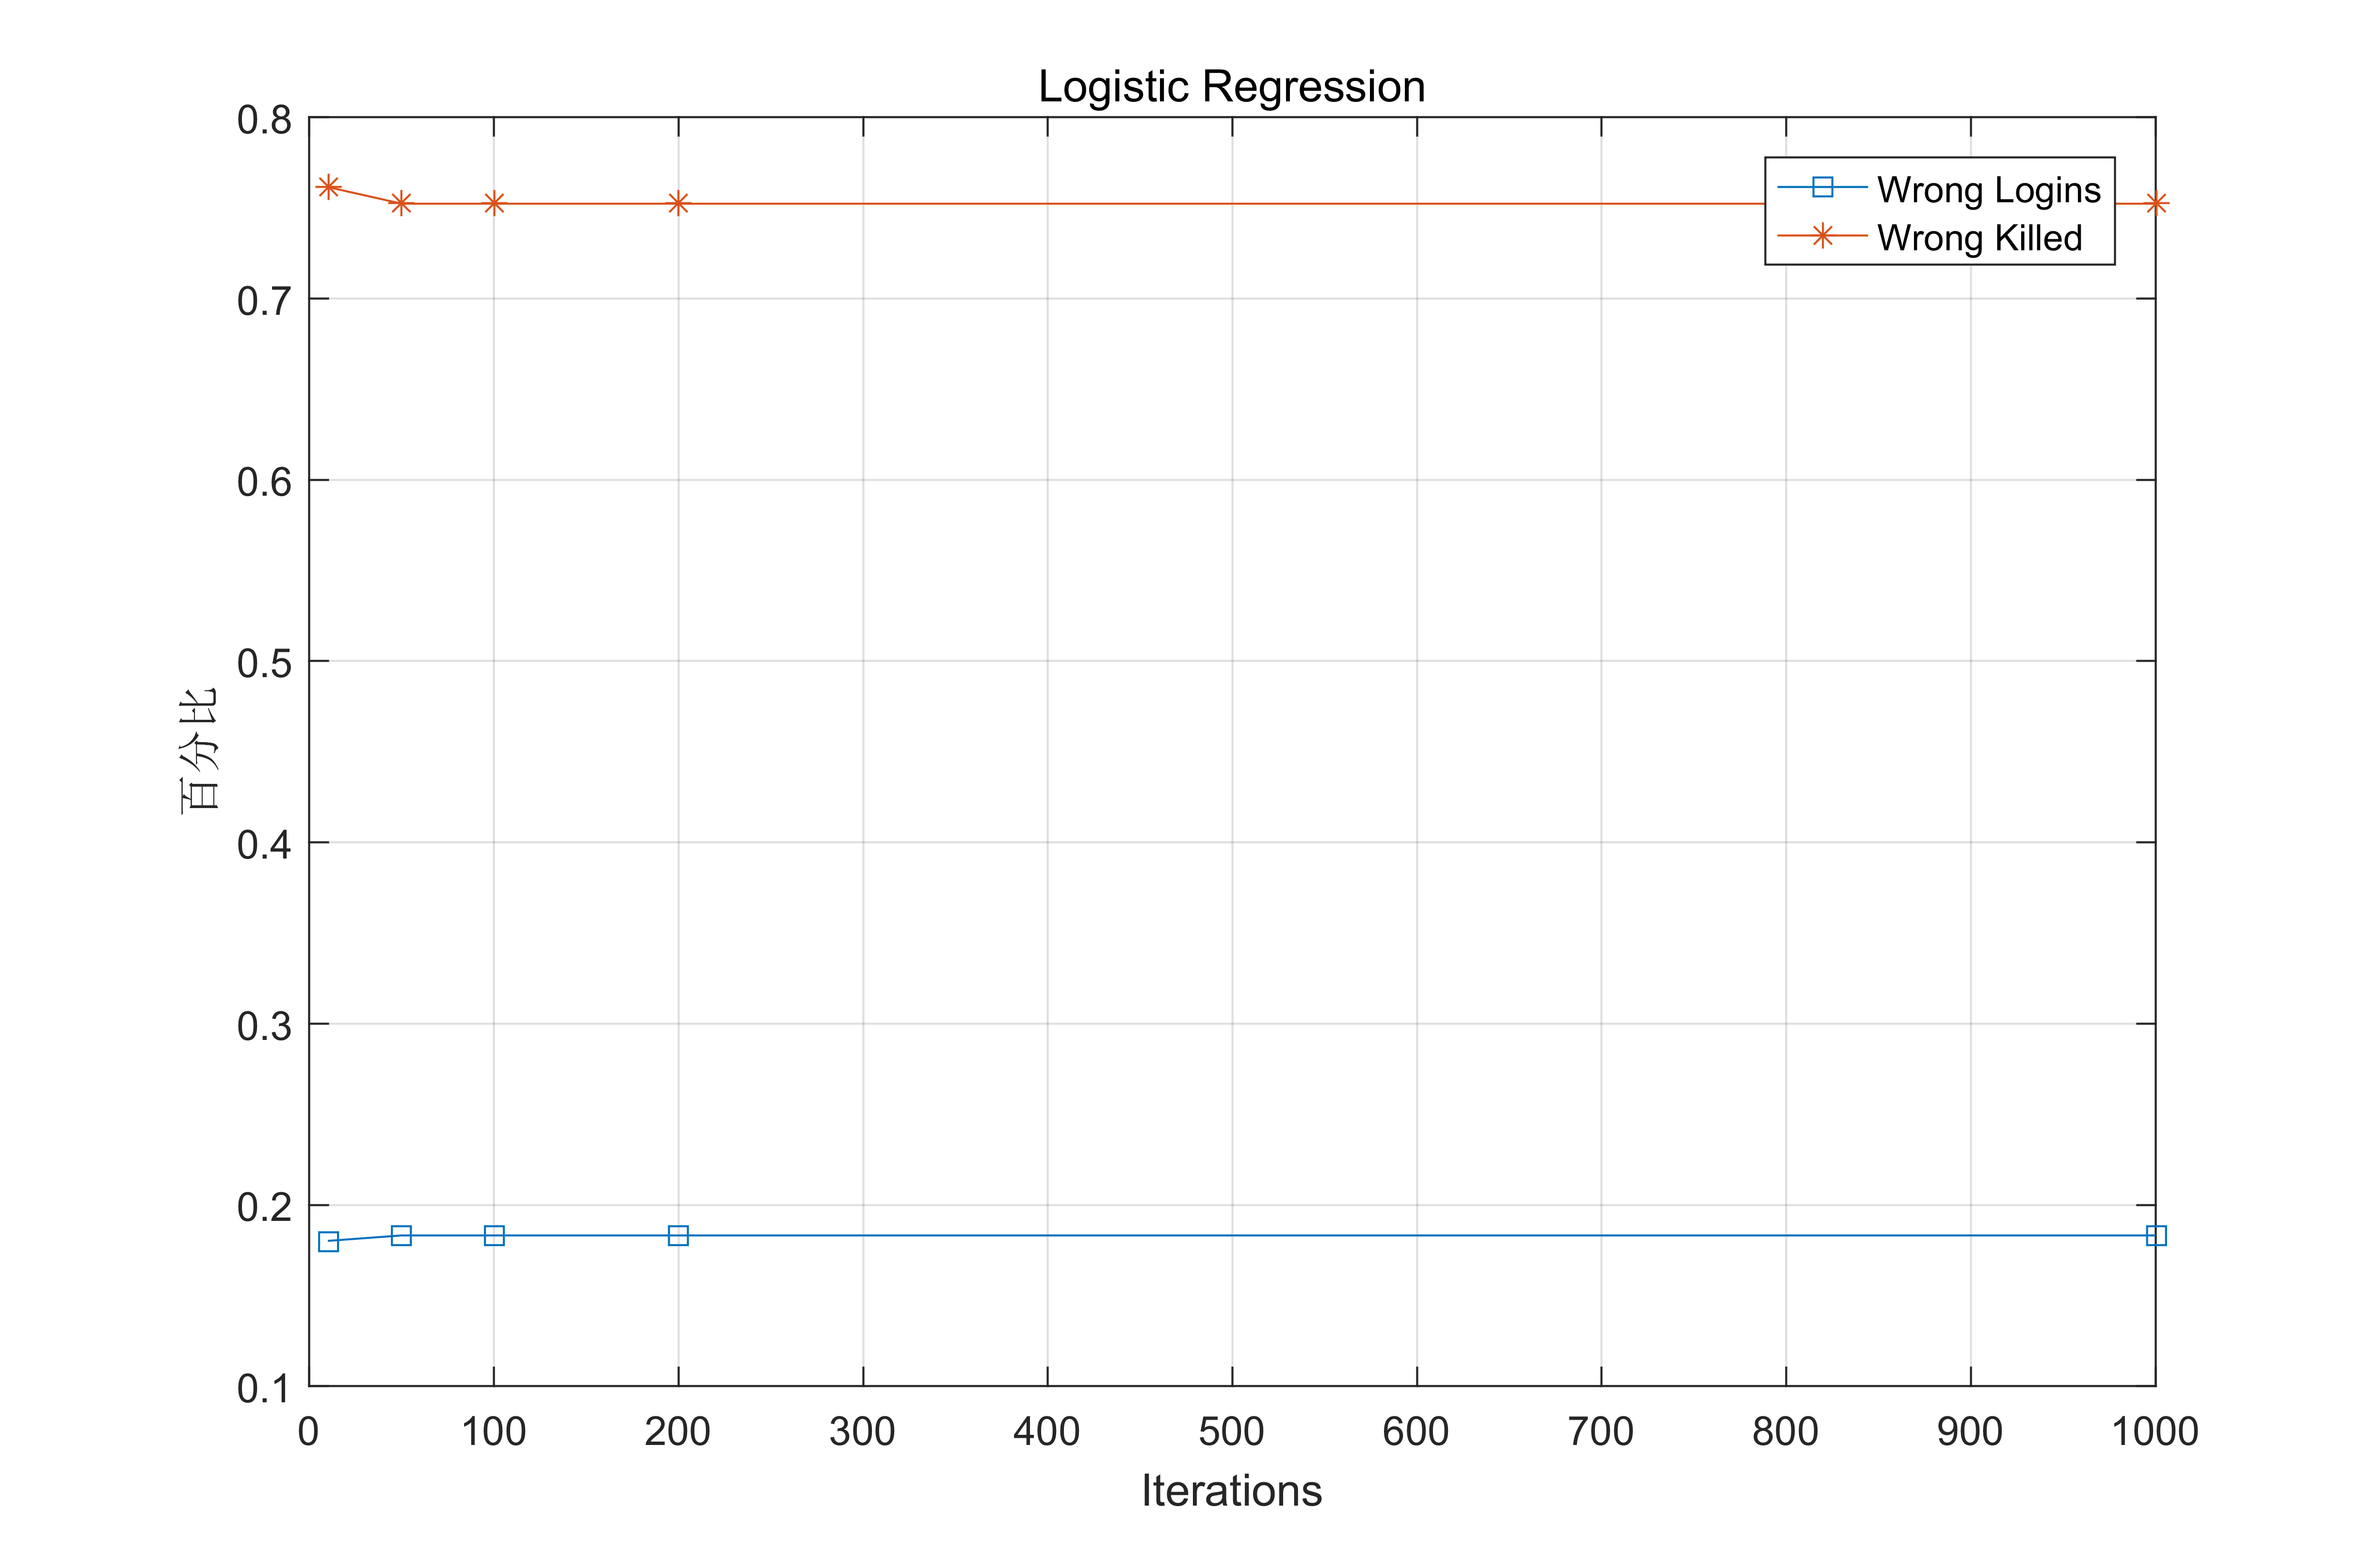 Logistic Regression
0.8
0.7
0.6
0.5
0.4
0.3
0.2
0.1
百分比
Wrong Logins
Wrong Killed
0 100 200 300 400 500 600 700 800 900 1000
Iterations